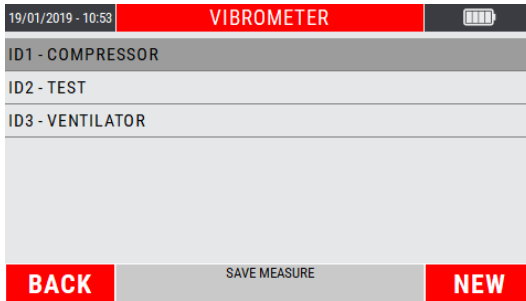 19/01/2019 - 10:53
VIBROMETER
ID1 - COMPRESSOR
ID2 - TEST
ID3 - VENTILATOR
BACK
SAVE MEASURE
NEW